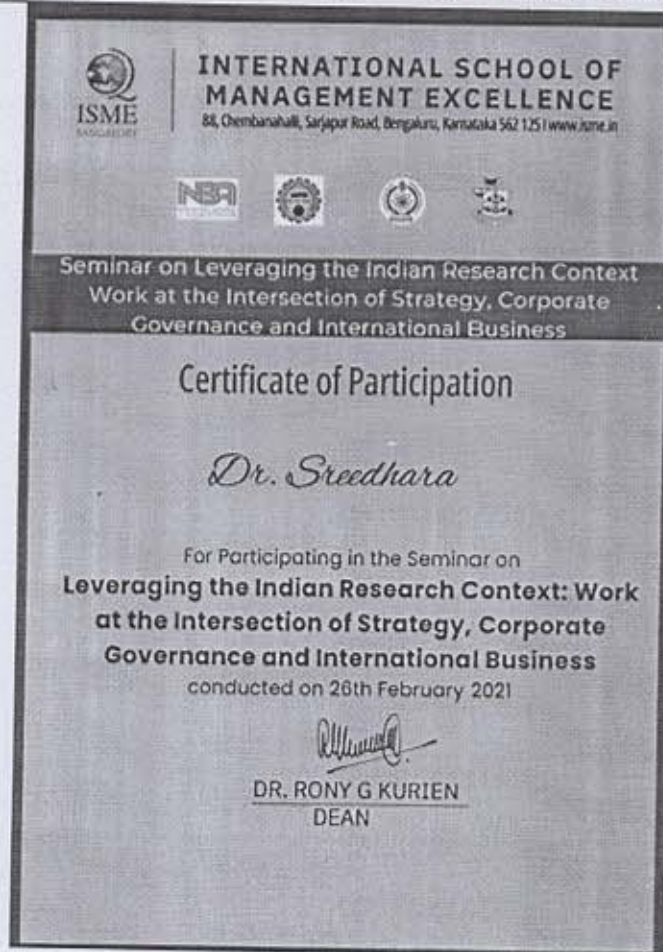 ISME
BANGALORE
INTERNATIONAL SCHOOL OF
MANAGEMENT EXCELLENCE
88, Chembanahalli, Sarjapur Road, Bengaluru, Karnataka 562 125 I www.isme.in
NBA
Seminar on Leveraging the Indian Research Context
Work at the Intersection of Strategy, Corporate
Governance and International Business
Certificate of Participation
Dr. Sreedhara
For Participating in the Seminar on
Leveraging the Indian Research Context: Work
at the Intersection of Strategy, Corporate
Governance and International Business
conducted on 26th February 2021
DR. RONY G KURIEN
DEAN